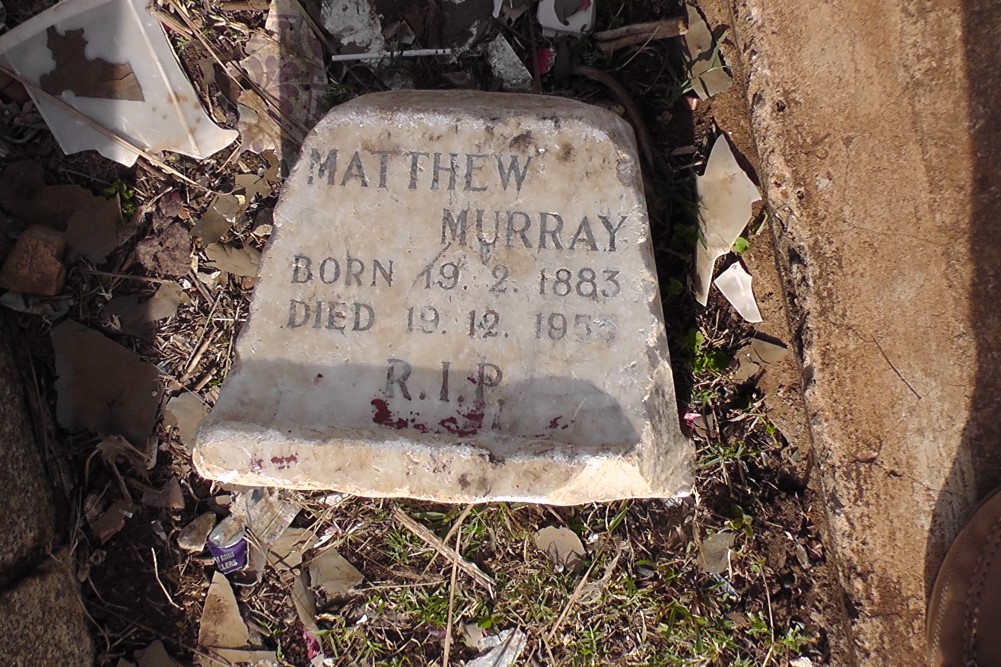 MATTHEW
MURRAY
BORN 19. 2. 1883
DIED 19. 12.
R.I.P.